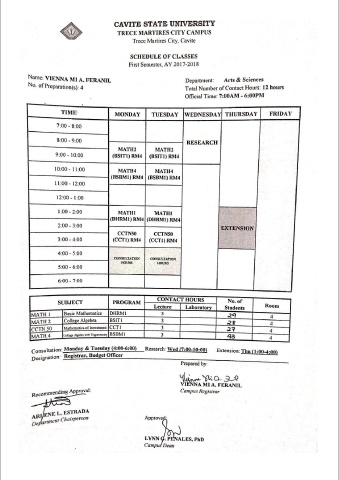 CAVITE STATE UNIVERSITY
TRECE MARTIRES CITY CAMPUS
Trece Martires City, Cavite
SCHEDULE OF CLASSES
First Semester, AY 2017-2018
Name: VIENNA MI A. FERANIL
Department: Arts & Sciences
No. of Preparation(s): 4
Total Number of Contact Hours: 12 hours
Official Time: 7:00AM - 6:00PM
TIME MONDAY TUESDAY WEDNESDAY THURSDAY FRIDAY
7:00 - 8:00
8:00 - 9:00
RESEARCH
9:00 - 10:00
MATH2 MATH2
(BSIT1) RM4 (BSIT1) RM4
10:00 - 11:00
MATH4 MATH4
(BSBM1) RM4 (BSBM1) RM4
11:00 - 12:00
12:00 - 1:00
1:00 - 2:00
MATH1 MATH1
(DHRM1) RM4 (DHRM1) RM4
2:00 - 3:00
EXTENSION
3:00 - 4:00
CCTN50 CCTN50
(CCT1) RM4 (CCT1) RM4
4:00 - 5:00
CONSULTATION HOURS CONSULTATION HOURS
5:00 - 6:00
6:00 - 7:00
SUBJECT PROGRAM CONTACT HOURS No. of Students Room
Lecture Laboratory
MATH 1 Basic Mathematics DHRM1 3 29 4
MATH 2 College Algebra BSIT1 3 28 4
CCTN 50 Mathematics of Investment CCT1 3 27 4
MATH 4 College Algebra BSBM1 3 4
Consultation: Monday & Tuesday (4:00-6:00) Research: Wed (7:00-10:00) Extension: Thu (1:00-4:00)
Designation: Registrar, Budget Officer
Prepared by:
VIENNA MI A. FERANIL
Campus Registrar
Recommending Approval:
ARLENE L. ESTRADA
Department Chairperson
Approved:
LYNN G. PENALES, PhD
Campus Dean